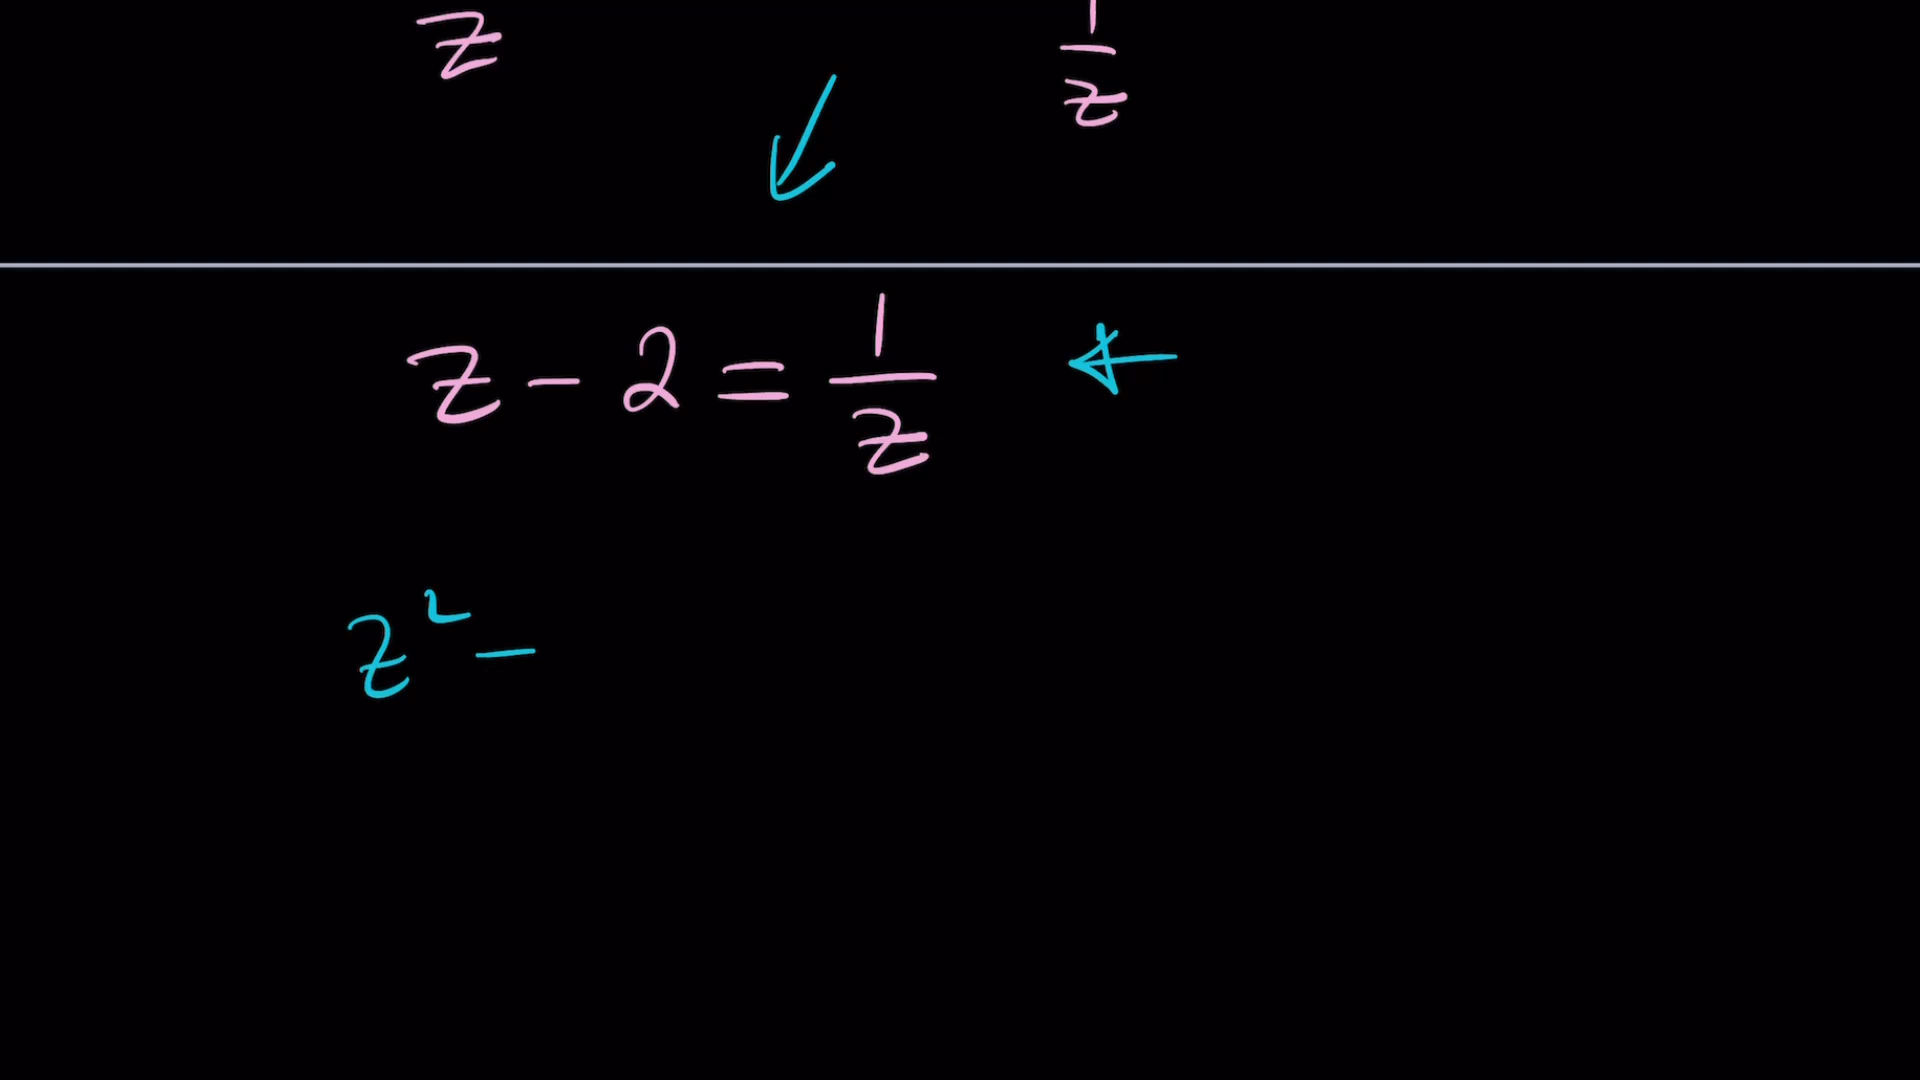 z 1/z
z - 2 = 1/z
z² -